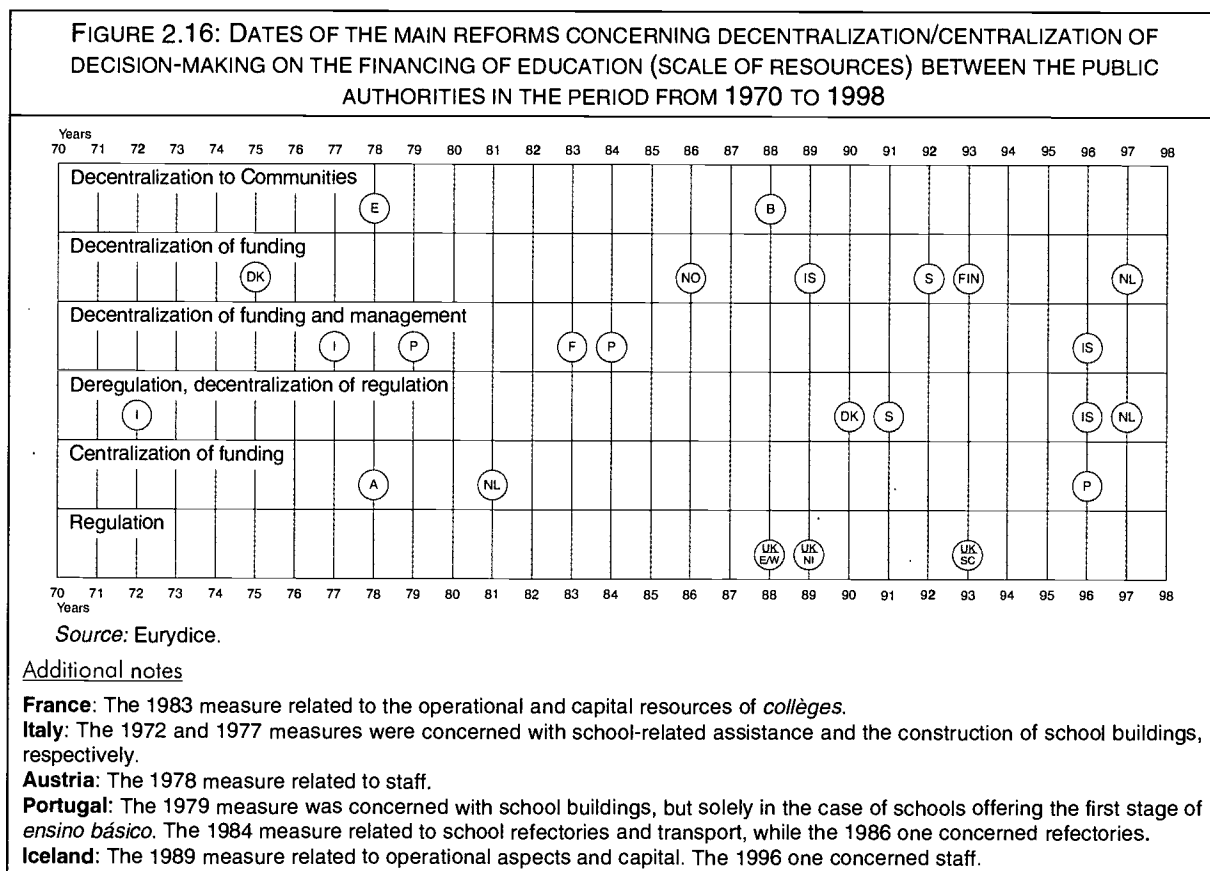 FIGURE 2.16: DATES OF THE MAIN REFORMS CONCERNING DECENTRALIZATION/CENTRALIZATION OF
DECISION-MAKING ON THE FINANCING OF EDUCATION (SCALE OF RESOURCES) BETWEEN THE PUBLIC
AUTHORITIES IN THE PERIOD FROM 1970 TO 1998
Years
70 71 72 73 74 75 76 77 78 79 80 81 82 83 84 85 86 87 88 89 90 91 92 93 94 95 96 97 98
Decentralization to Communities
E B
Decentralization of funding
DK NO IS S FIN NL
Decentralization of funding and management
I P F P IS
Deregulation, decentralization of regulation
I DK S IS NL
Centralization of funding
A NL P
Regulation
UK E/W UK NI UK SC
70 71 72 73 74 75 76 77 78 79 80 81 82 83 84 85 86 87 88 89 90 91 92 93 94 95 96 97 98
Years
Source: Eurydice.
Additional notes
France: The 1983 measure related to the operational and capital resources of collèges.
Italy: The 1972 and 1977 measures were concerned with school-related assistance and the construction of school buildings,
respectively.
Austria: The 1978 measure related to staff.
Portugal: The 1979 measure was concerned with school buildings, but solely in the case of schools offering the first stage of
ensino básico. The 1984 measure related to school refectories and transport, while the 1986 one concerned refectories.
Iceland: The 1989 measure related to operational aspects and capital. The 1996 one concerned staff.